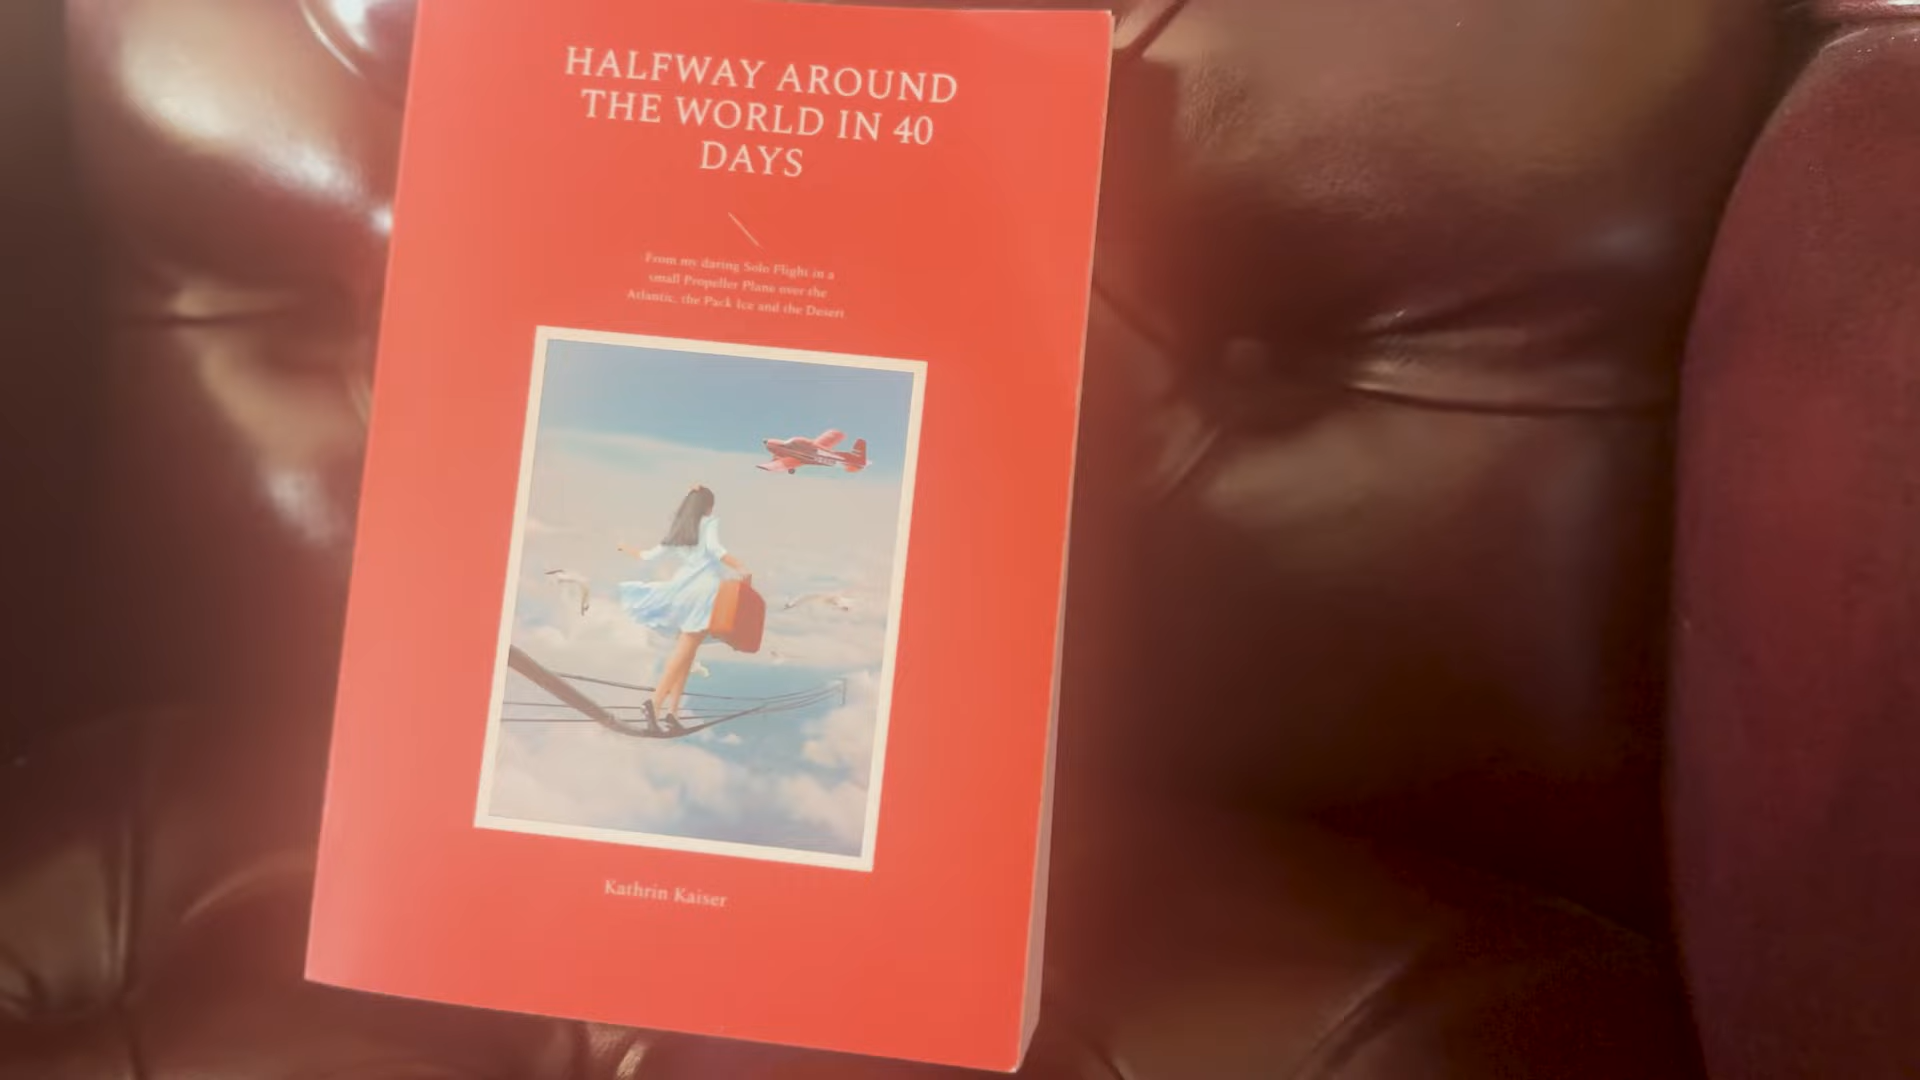 HALFWAY AROUND
THE WORLD IN 40
DAYS
From my daring Solo Flight in a
small Propeller Plane over the
Atlantic, the Pack Ice and the Desert
Kathrin Kaiser